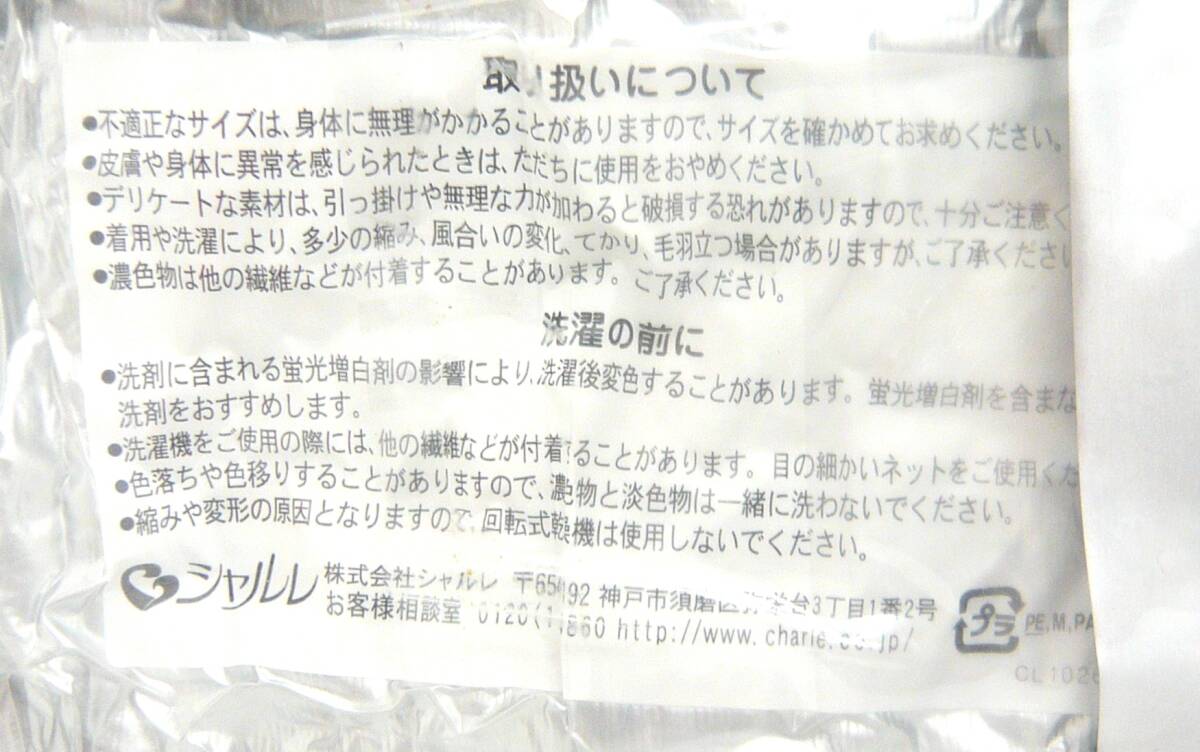 取り扱いについて
●不適正なサイズは、身体に無理がかかることがありますので、サイズを確かめてお求めください。
●皮膚や身体に異常を感じられたときは、ただちに使用をおやめください。
●デリケートな素材は、引っ掛けや無理な力が加わると破損する恐れがありますので、十分ご注意く
●着用や洗濯により、多少の縮み、風合いの変化、てかり、毛羽立つ場合がありますが、ご了承くださ
●濃色物は他の繊維などが付着することがあります。ご了承ください。
洗濯の前に
●洗剤に含まれる蛍光増白剤の影響により、洗濯後変色することがあります。蛍光増白剤を含まな
洗剤をおすすめします。
●洗濯機をご使用の際には、他の繊維などが付着することがあります。目の細かいネットをご使用くだ
●色落ちや色移りすることがありますので、濃色物と淡色物は一緒に洗わないでください。
●縮みや変形の原因となりますので、回転式乾燥機は使用しないでください。
シャルレ 株式会社シャルレ 神戸市須磨区弥栄台3丁目1番2号
お客様相談室 http://www.charle.co.jp/
プラ PE,M,PA
CL1026